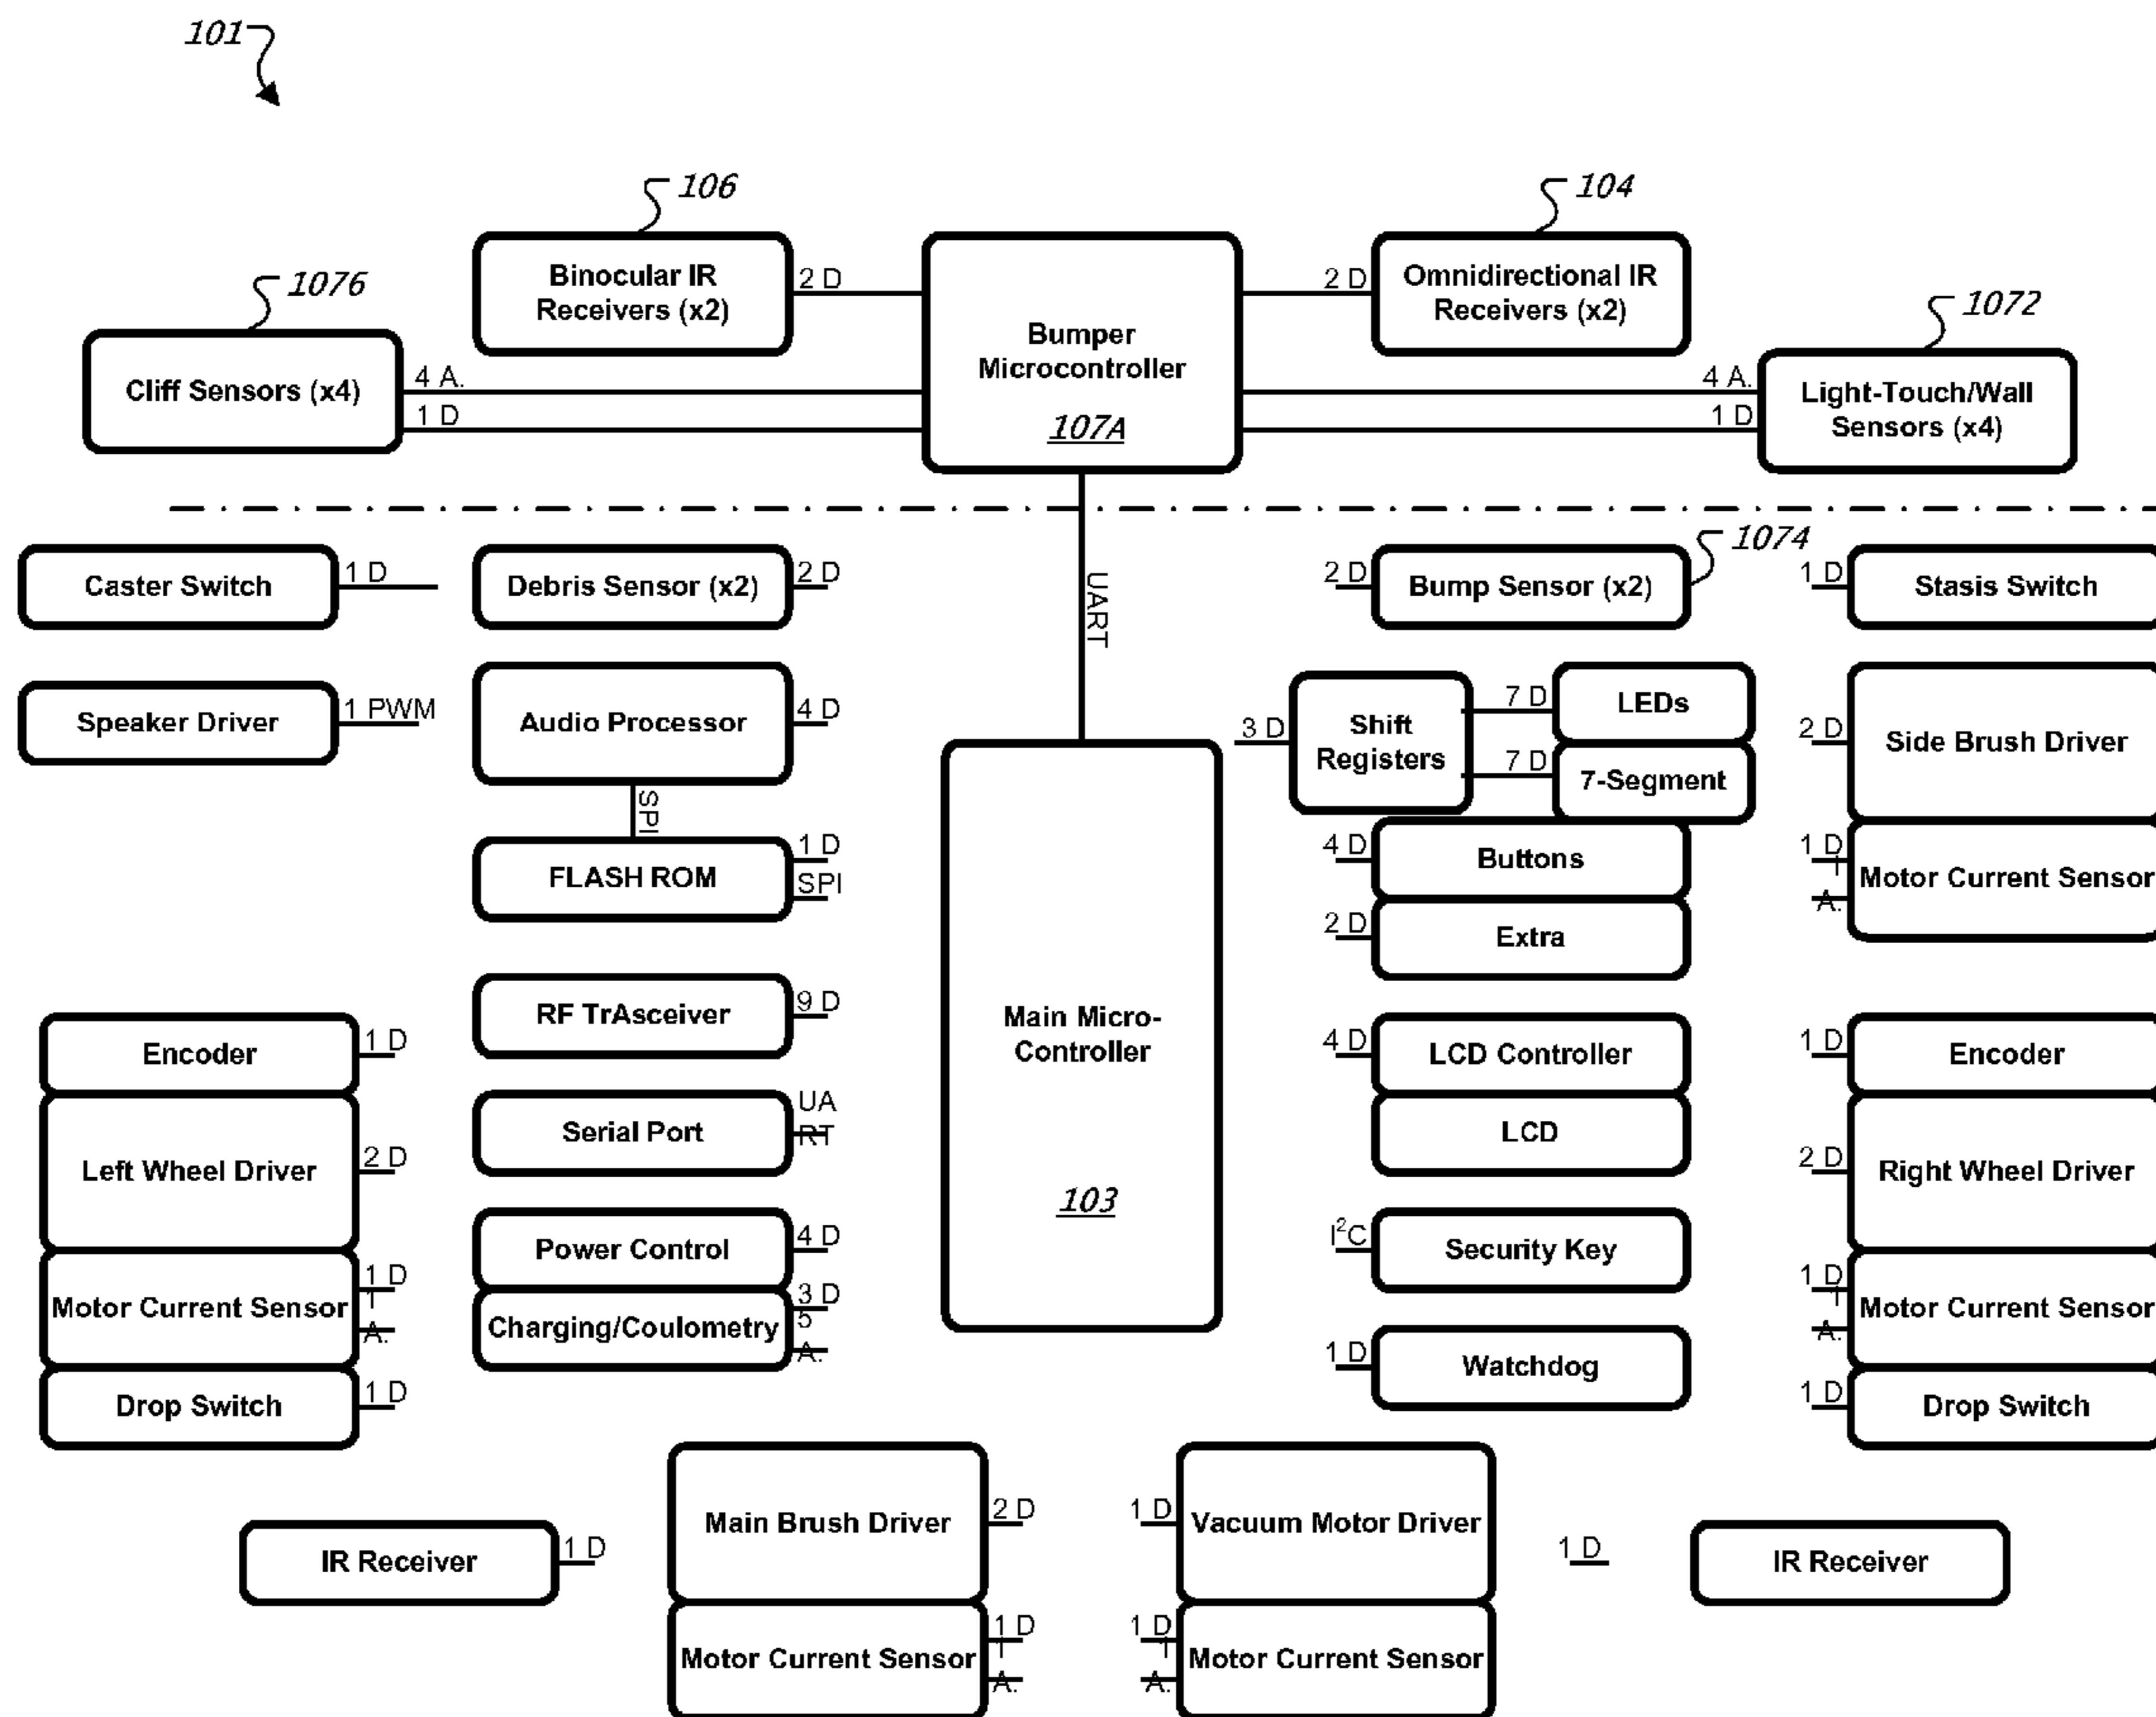 101
106
104
1076
1072
Binocular IR
Receivers (x2)
2 D
Bumper
Microcontroller
107A
2 D
Omnidirectional IR
Receivers (x2)
Cliff Sensors (x4)
4 A.
1 D
4 A.
1 D
Light-Touch/Wall
Sensors (x4)
UART
1074
Caster Switch
1 D
Debris Sensor (x2)
2 D
2 D
Bump Sensor (x2)
1 D
Stasis Switch
Speaker Driver
1 PWM
Audio Processor
4 D
SPI
3 D
Shift
Registers
7 D
LEDs
7 D
7-Segment
2 D
Side Brush Driver
FLASH ROM
1 D
SPI
4 D
Buttons
2 D
Extra
1 D
1
A.
Motor Current Sensor
RF TrAsceiver
9 D
Main Micro-
Controller
103
4 D
LCD Controller
LCD
Encoder
1 D
Left Wheel Driver
2 D
Motor Current Sensor
1 D
1
A.
Drop Switch
1 D
Serial Port
UA
RT
Power Control
4 D
Charging/Coulometry
3 D
5
A.
I²C
Security Key
1 D
Watchdog
1 D
Encoder
2 D
Right Wheel Driver
1 D
1
A.
Motor Current Sensor
1 D
Drop Switch
IR Receiver
1 D
Main Brush Driver
2 D
Motor Current Sensor
1 D
1
A.
1 D
Vacuum Motor Driver
1 D
1
A.
Motor Current Sensor
1 D
IR Receiver